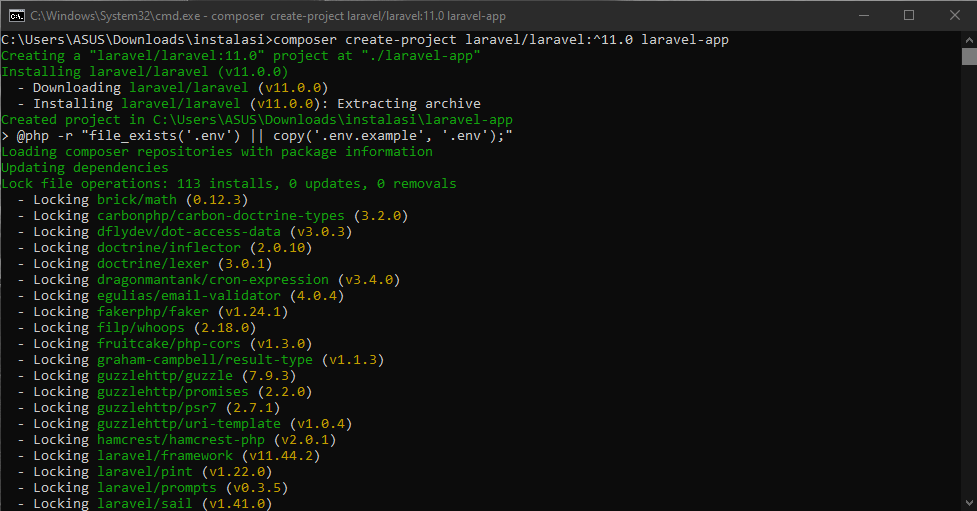 C:\Windows\System32\cmd.exe - composer  create-project laravel/laravel:11.0 laravel-app
C:\Users\ASUS\Downloads\instalasi>composer create-project laravel/laravel:^11.0 laravel-app
Creating a "laravel/laravel:11.0" project at "./laravel-app"
Installing laravel/laravel (v11.0.0)
  - Downloading laravel/laravel (v11.0.0)
  - Installing laravel/laravel (v11.0.0): Extracting archive
Created project in C:\Users\ASUS\Downloads\instalasi\laravel-app
> @php -r "file_exists('.env') || copy('.env.example', '.env');"
Loading composer repositories with package information
Updating dependencies
Lock file operations: 113 installs, 0 updates, 0 removals
  - Locking brick/math (0.12.3)
  - Locking carbonphp/carbon-doctrine-types (3.2.0)
  - Locking dflydev/dot-access-data (v3.0.3)
  - Locking doctrine/inflector (2.0.10)
  - Locking doctrine/lexer (3.0.1)
  - Locking dragonmantank/cron-expression (v3.4.0)
  - Locking egulias/email-validator (4.0.4)
  - Locking fakerphp/faker (v1.24.1)
  - Locking filp/whoops (2.18.0)
  - Locking fruitcake/php-cors (v1.3.0)
  - Locking graham-campbell/result-type (v1.1.3)
  - Locking guzzlehttp/guzzle (7.9.3)
  - Locking guzzlehttp/promises (2.2.0)
  - Locking guzzlehttp/psr7 (2.7.1)
  - Locking guzzlehttp/uri-template (v1.0.4)
  - Locking hamcrest/hamcrest-php (v2.0.1)
  - Locking laravel/framework (v11.44.2)
  - Locking laravel/pint (v1.22.0)
  - Locking laravel/prompts (v0.3.5)
  - Locking laravel/sail (v1.41.0)